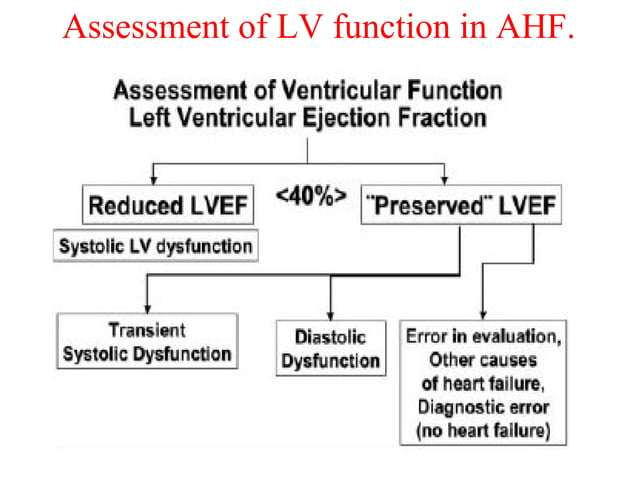 Assessment of LV function in AHF.
Assessment of Ventricular Function
Left Ventricular Ejection Fraction
Reduced LVEF
<40%>
"Preserved" LVEF
Systolic LV dysfunction
Transient
Systolic Dysfunction
Diastolic
Dysfunction
Error in evaluation,
Other causes
of heart failure,
Diagnostic error
(no heart failure)